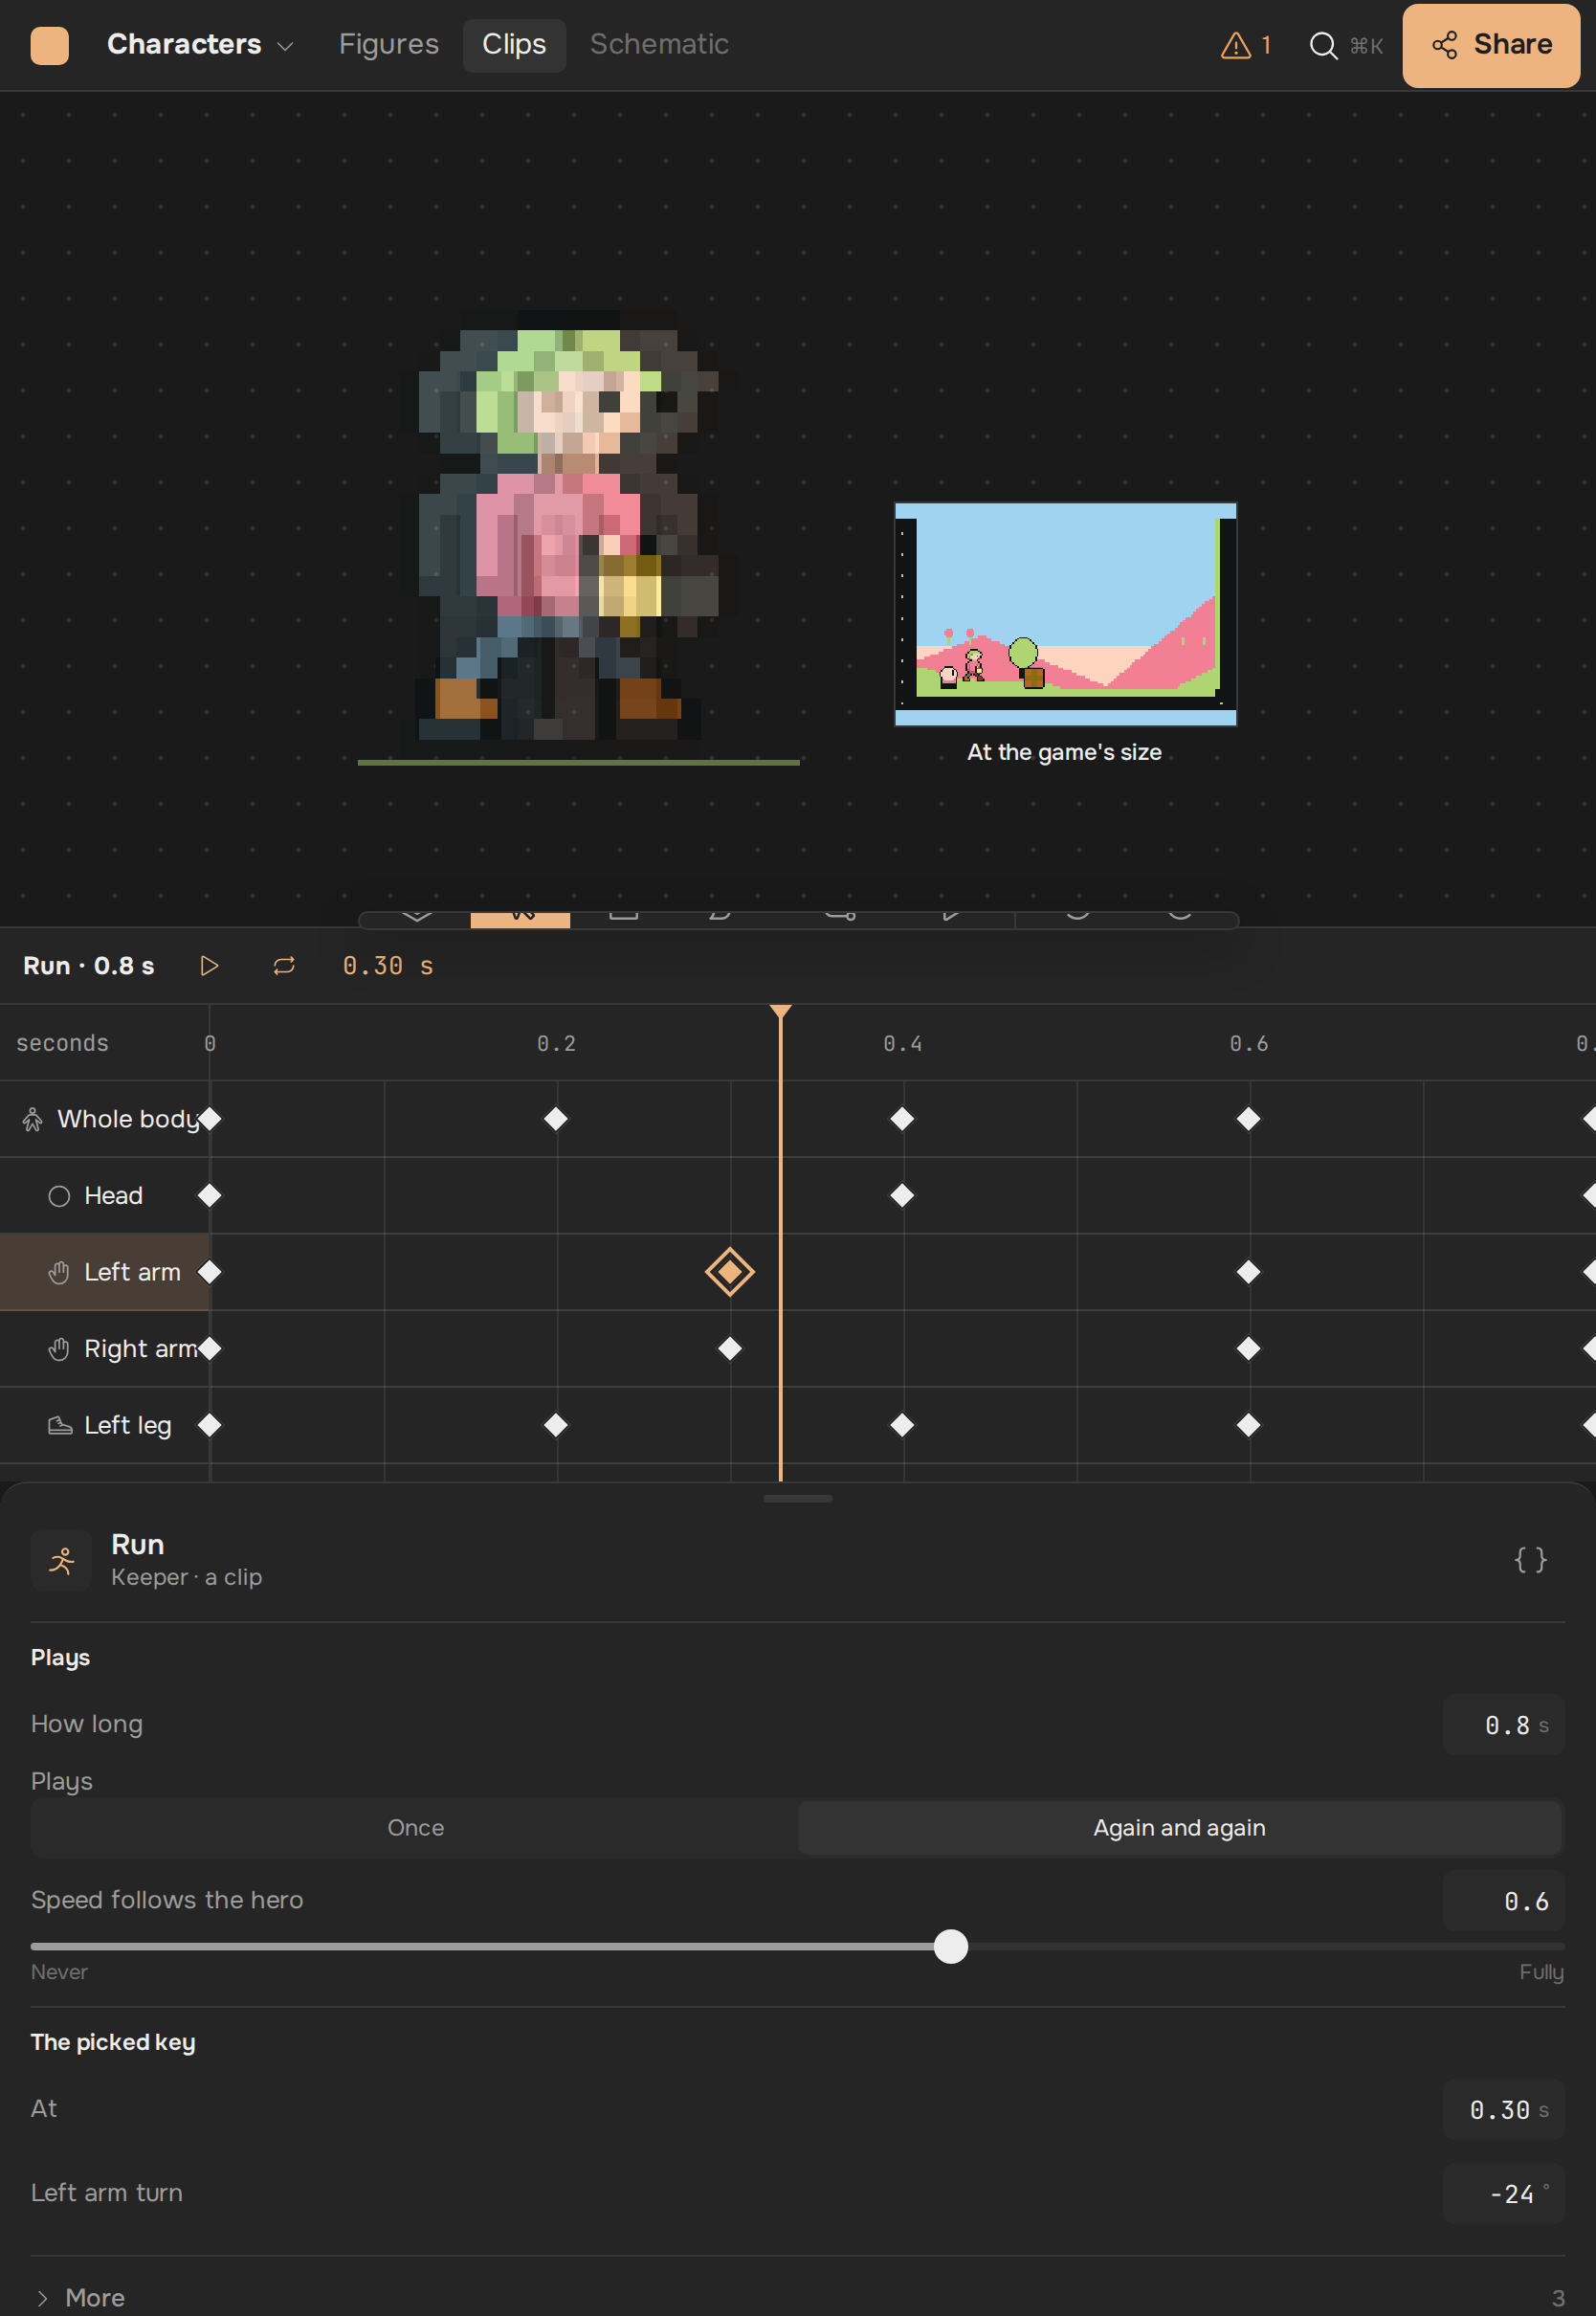 Characters Figures Clips Schematic 1 ⌘K Share
At the game's size
Run · 0.8 s 0.30 s
seconds 0 0.2 0.4 0.6 0.
Whole body
Head
Left arm
Right arm
Left leg
Run
Keeper · a clip
{ }
Plays
How long 0.8 s
Plays
Once Again and again
Speed follows the hero 0.6
Never Fully
The picked key
At 0.30 s
Left arm turn -24 °
More 3